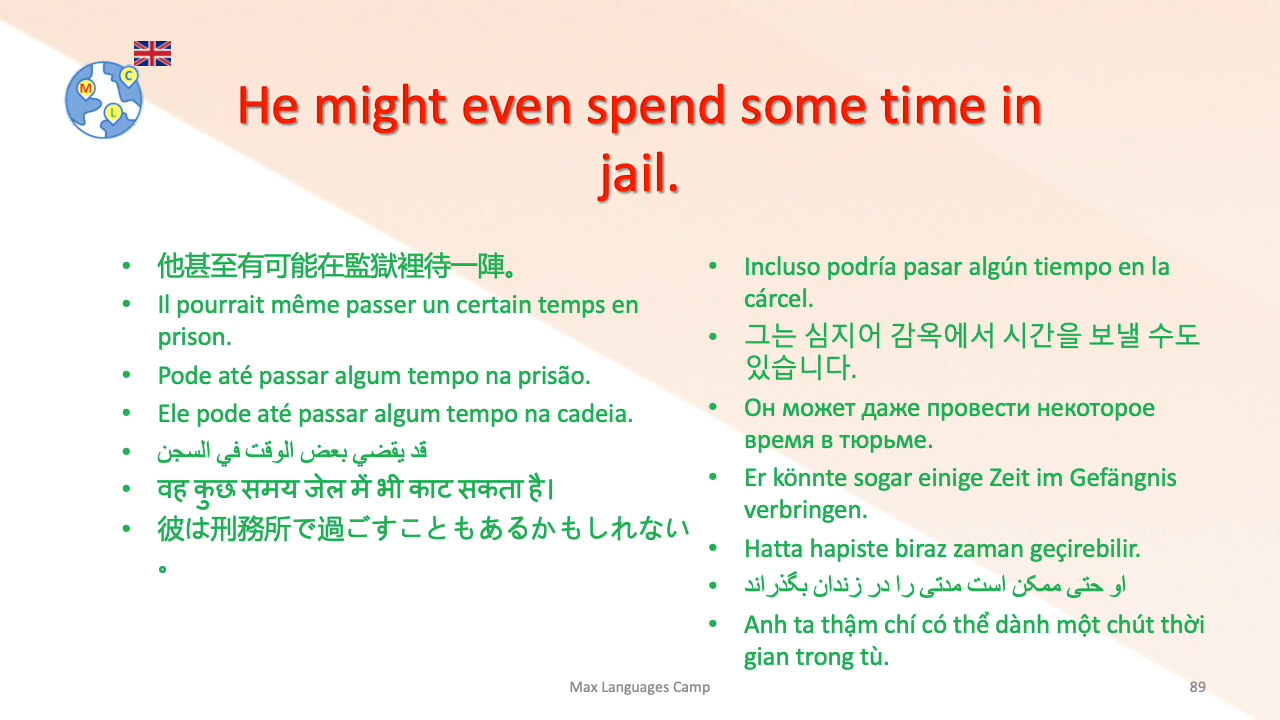 M
C
L
He might even spend some time in
jail.
• 他甚至有可能在監獄裡待一陣。
• Il pourrait même passer un certain temps en
prison.
• Pode até passar algum tempo na prisão.
• Ele pode até passar algum tempo na cadeia.
• قد يقضي بعض الوقت في السجن
• वह कुछ समय जेल में भी काट सकता है।
• 彼は刑務所で過ごすこともあるかもしれない
。
• Incluso podría pasar algún tiempo en la
cárcel.
• 그는 심지어 감옥에서 시간을 보낼 수도
있습니다.
• Он может даже провести некоторое
время в тюрьме.
• Er könnte sogar einige Zeit im Gefängnis
verbringen.
• Hatta hapiste biraz zaman geçirebilir.
• او حتی ممکن است مدتی را در زندان بگذراند
• Anh ta thậm chí có thể dành một chút thời
gian trong tù.
Max Languages Camp
89